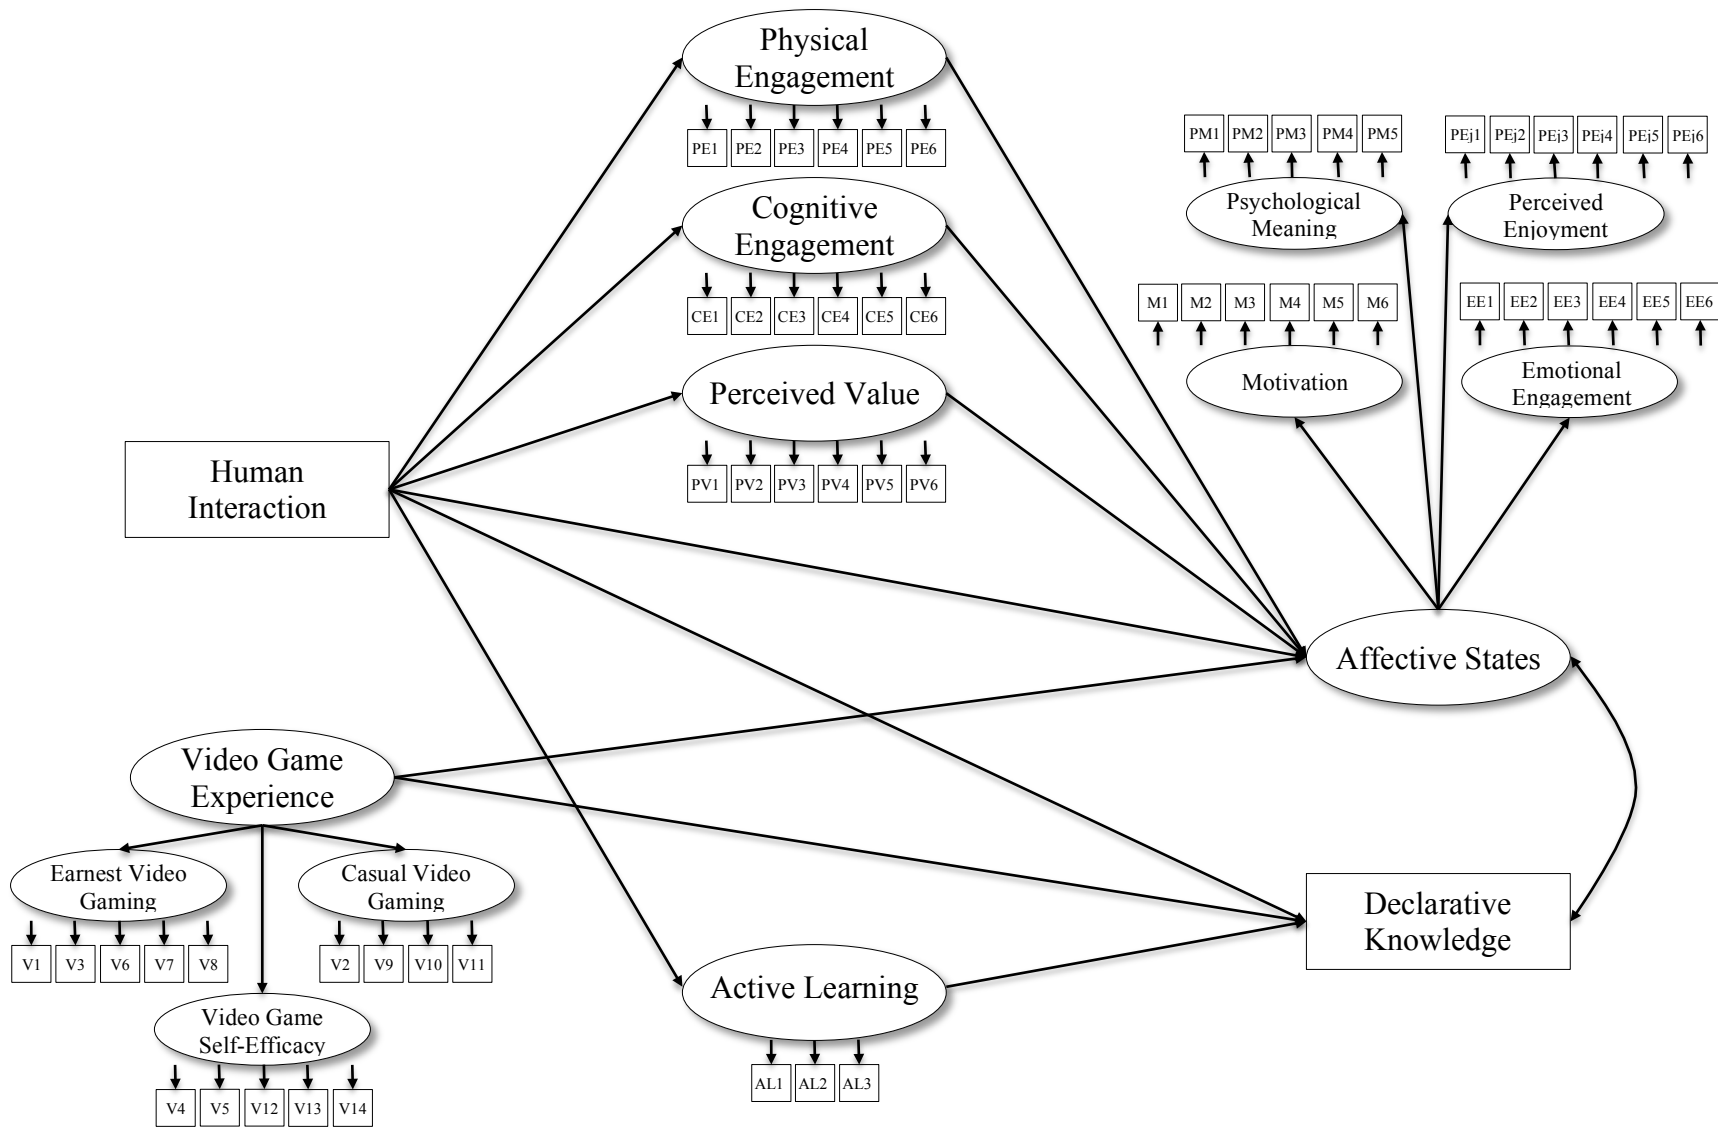 Physical
Engagement
PE1 PE2 PE3 PE4 PE5 PE6
Cognitive
Engagement
CE1 CE2 CE3 CE4 CE5 CE6
Perceived Value
PV1 PV2 PV3 PV4 PV5 PV6
PM1 PM2 PM3 PM4 PM5
Psychological
Meaning
PEj1 PEj2 PEj3 PEj4 PEj5 PEj6
Perceived
Enjoyment
M1 M2 M3 M4 M5 M6
Motivation
EE1 EE2 EE3 EE4 EE5 EE6
Emotional
Engagement
Human
Interaction
Affective States
Video Game
Experience
Earnest Video
Gaming
V1 V3 V6 V7 V8
Casual Video
Gaming
V2 V9 V10 V11
Video Game
Self-Efficacy
V4 V5 V12 V13 V14
Active Learning
AL1 AL2 AL3
Declarative
Knowledge